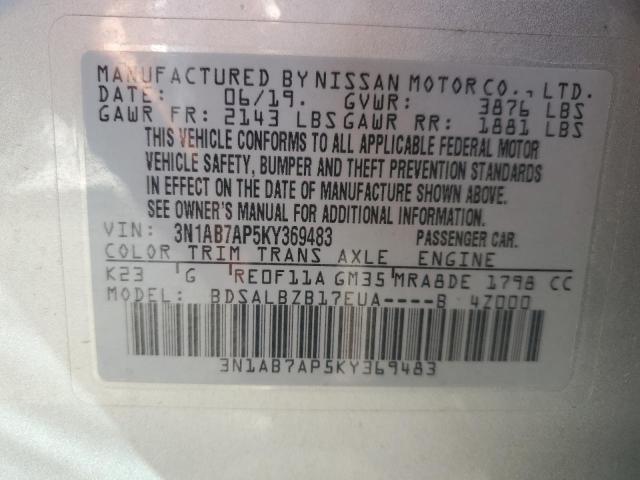 MANUFACTURED BY NISSAN MOTOR CO., LTD.
DATE: 06/19. GVWR: 3876 LBS
GAWR FR: 2143 LBS GAWR RR: 1881 LBS
THIS VEHICLE CONFORMS TO ALL APPLICABLE FEDERAL MOTOR
VEHICLE SAFETY, BUMPER AND THEFT PREVENTION STANDARDS
IN EFFECT ON THE DATE OF MANUFACTURE SHOWN ABOVE.
SEE OWNER'S MANUAL FOR ADDITIONAL INFORMATION.
VIN: 3N1AB7AP5KY369483 PASSENGER CAR.
COLOR TRIM TRANS AXLE ENGINE
K23 G RE0F11A GM35 MRA8DE 1798 CC
MODEL: BDSALBZB17EUA----B 4Z000
3N1AB7AP5KY369483